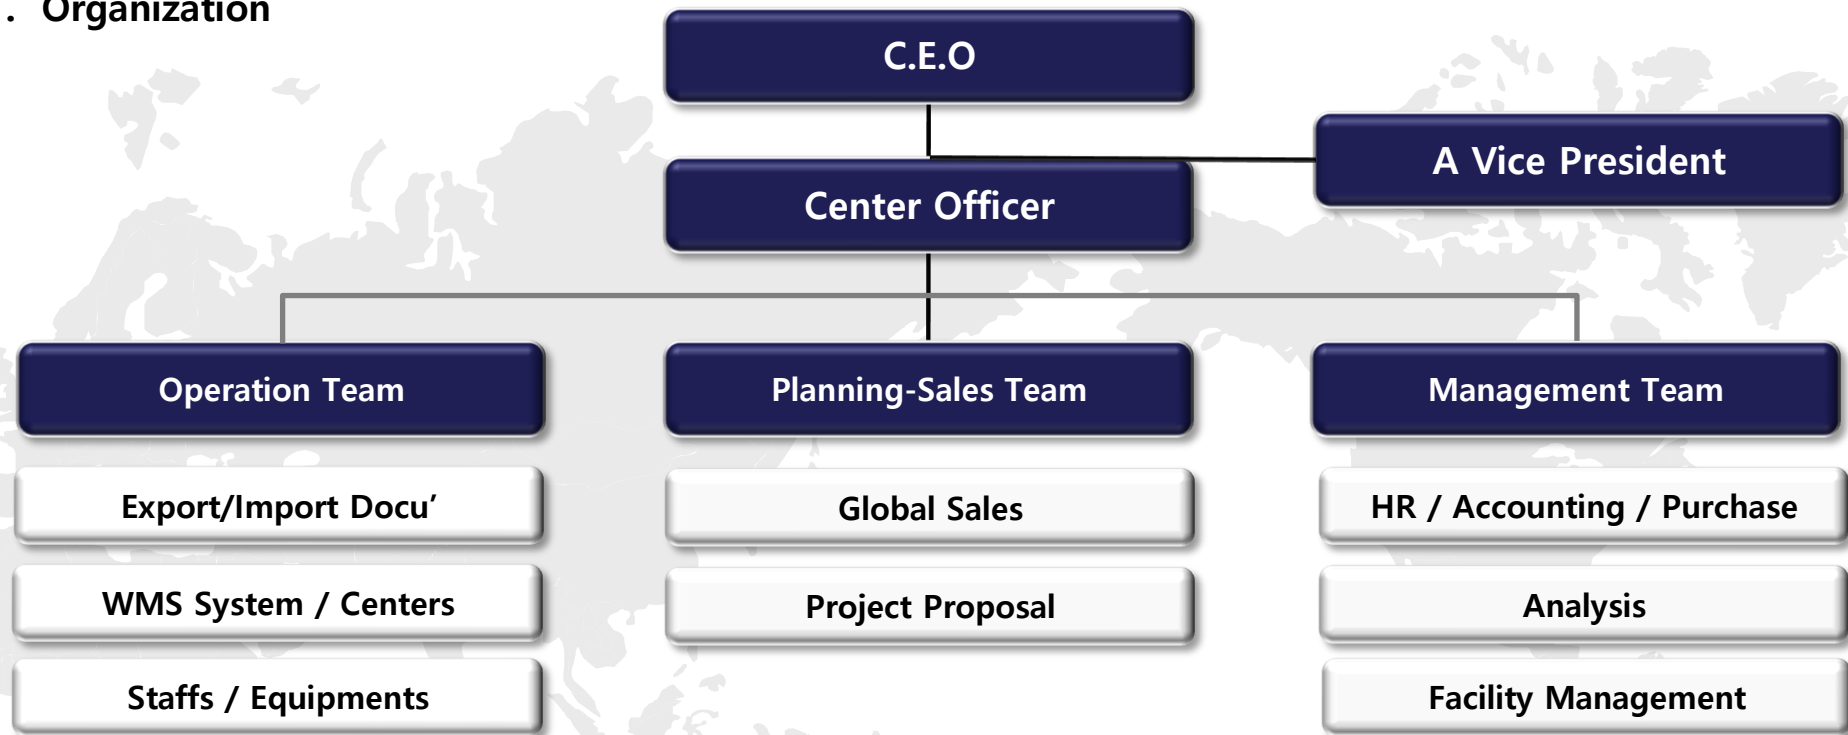 . Organization
C.E.O
A Vice President
Center Officer
Operation Team
Planning-Sales Team
Management Team
Export/Import Docu’
Global Sales
HR / Accounting / Purchase
WMS System / Centers
Project Proposal
Analysis
Staffs / Equipments
Facility Management